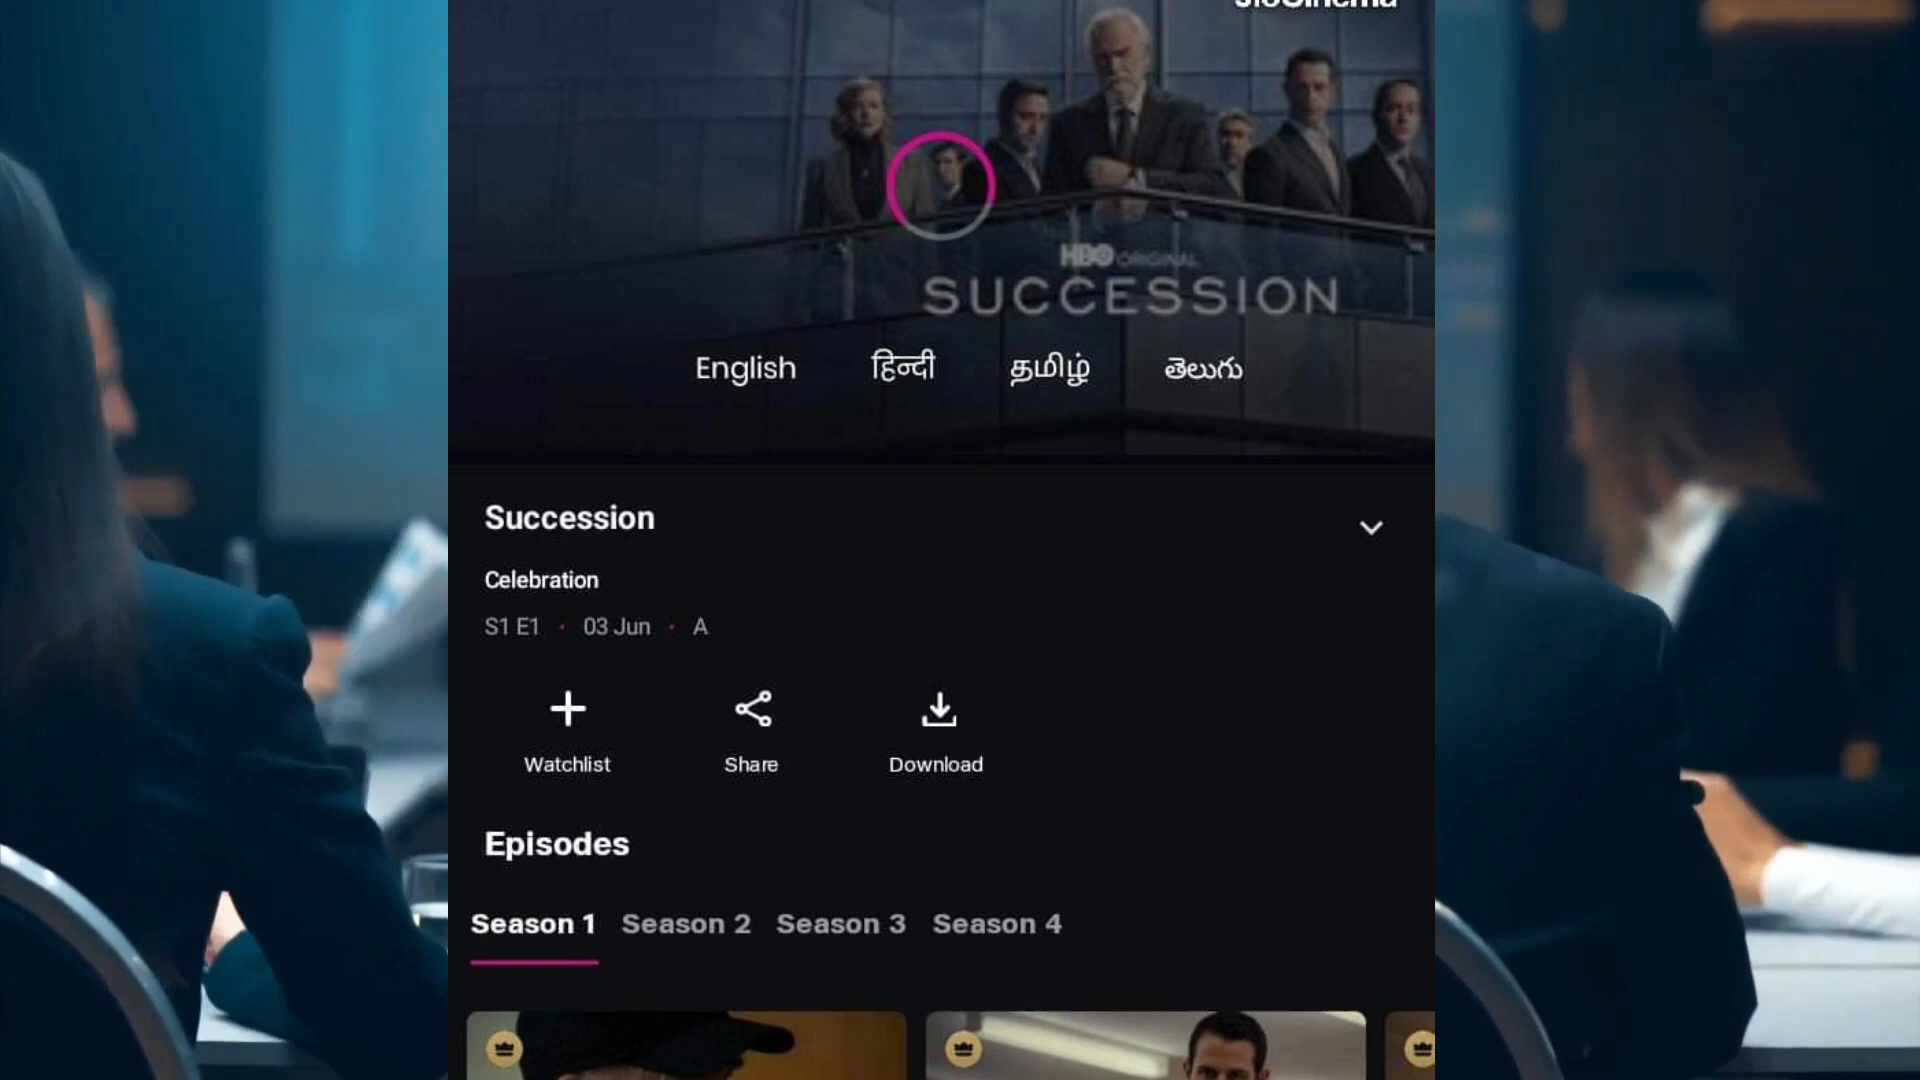 JioCinema
HBO ORIGINAL
SUCCESSION
English हिन्दी தமிழ் తెలుగు
Succession
Celebration
S1 E1 • 03 Jun • A
Watchlist Share Download
Episodes
Season 1 Season 2 Season 3 Season 4